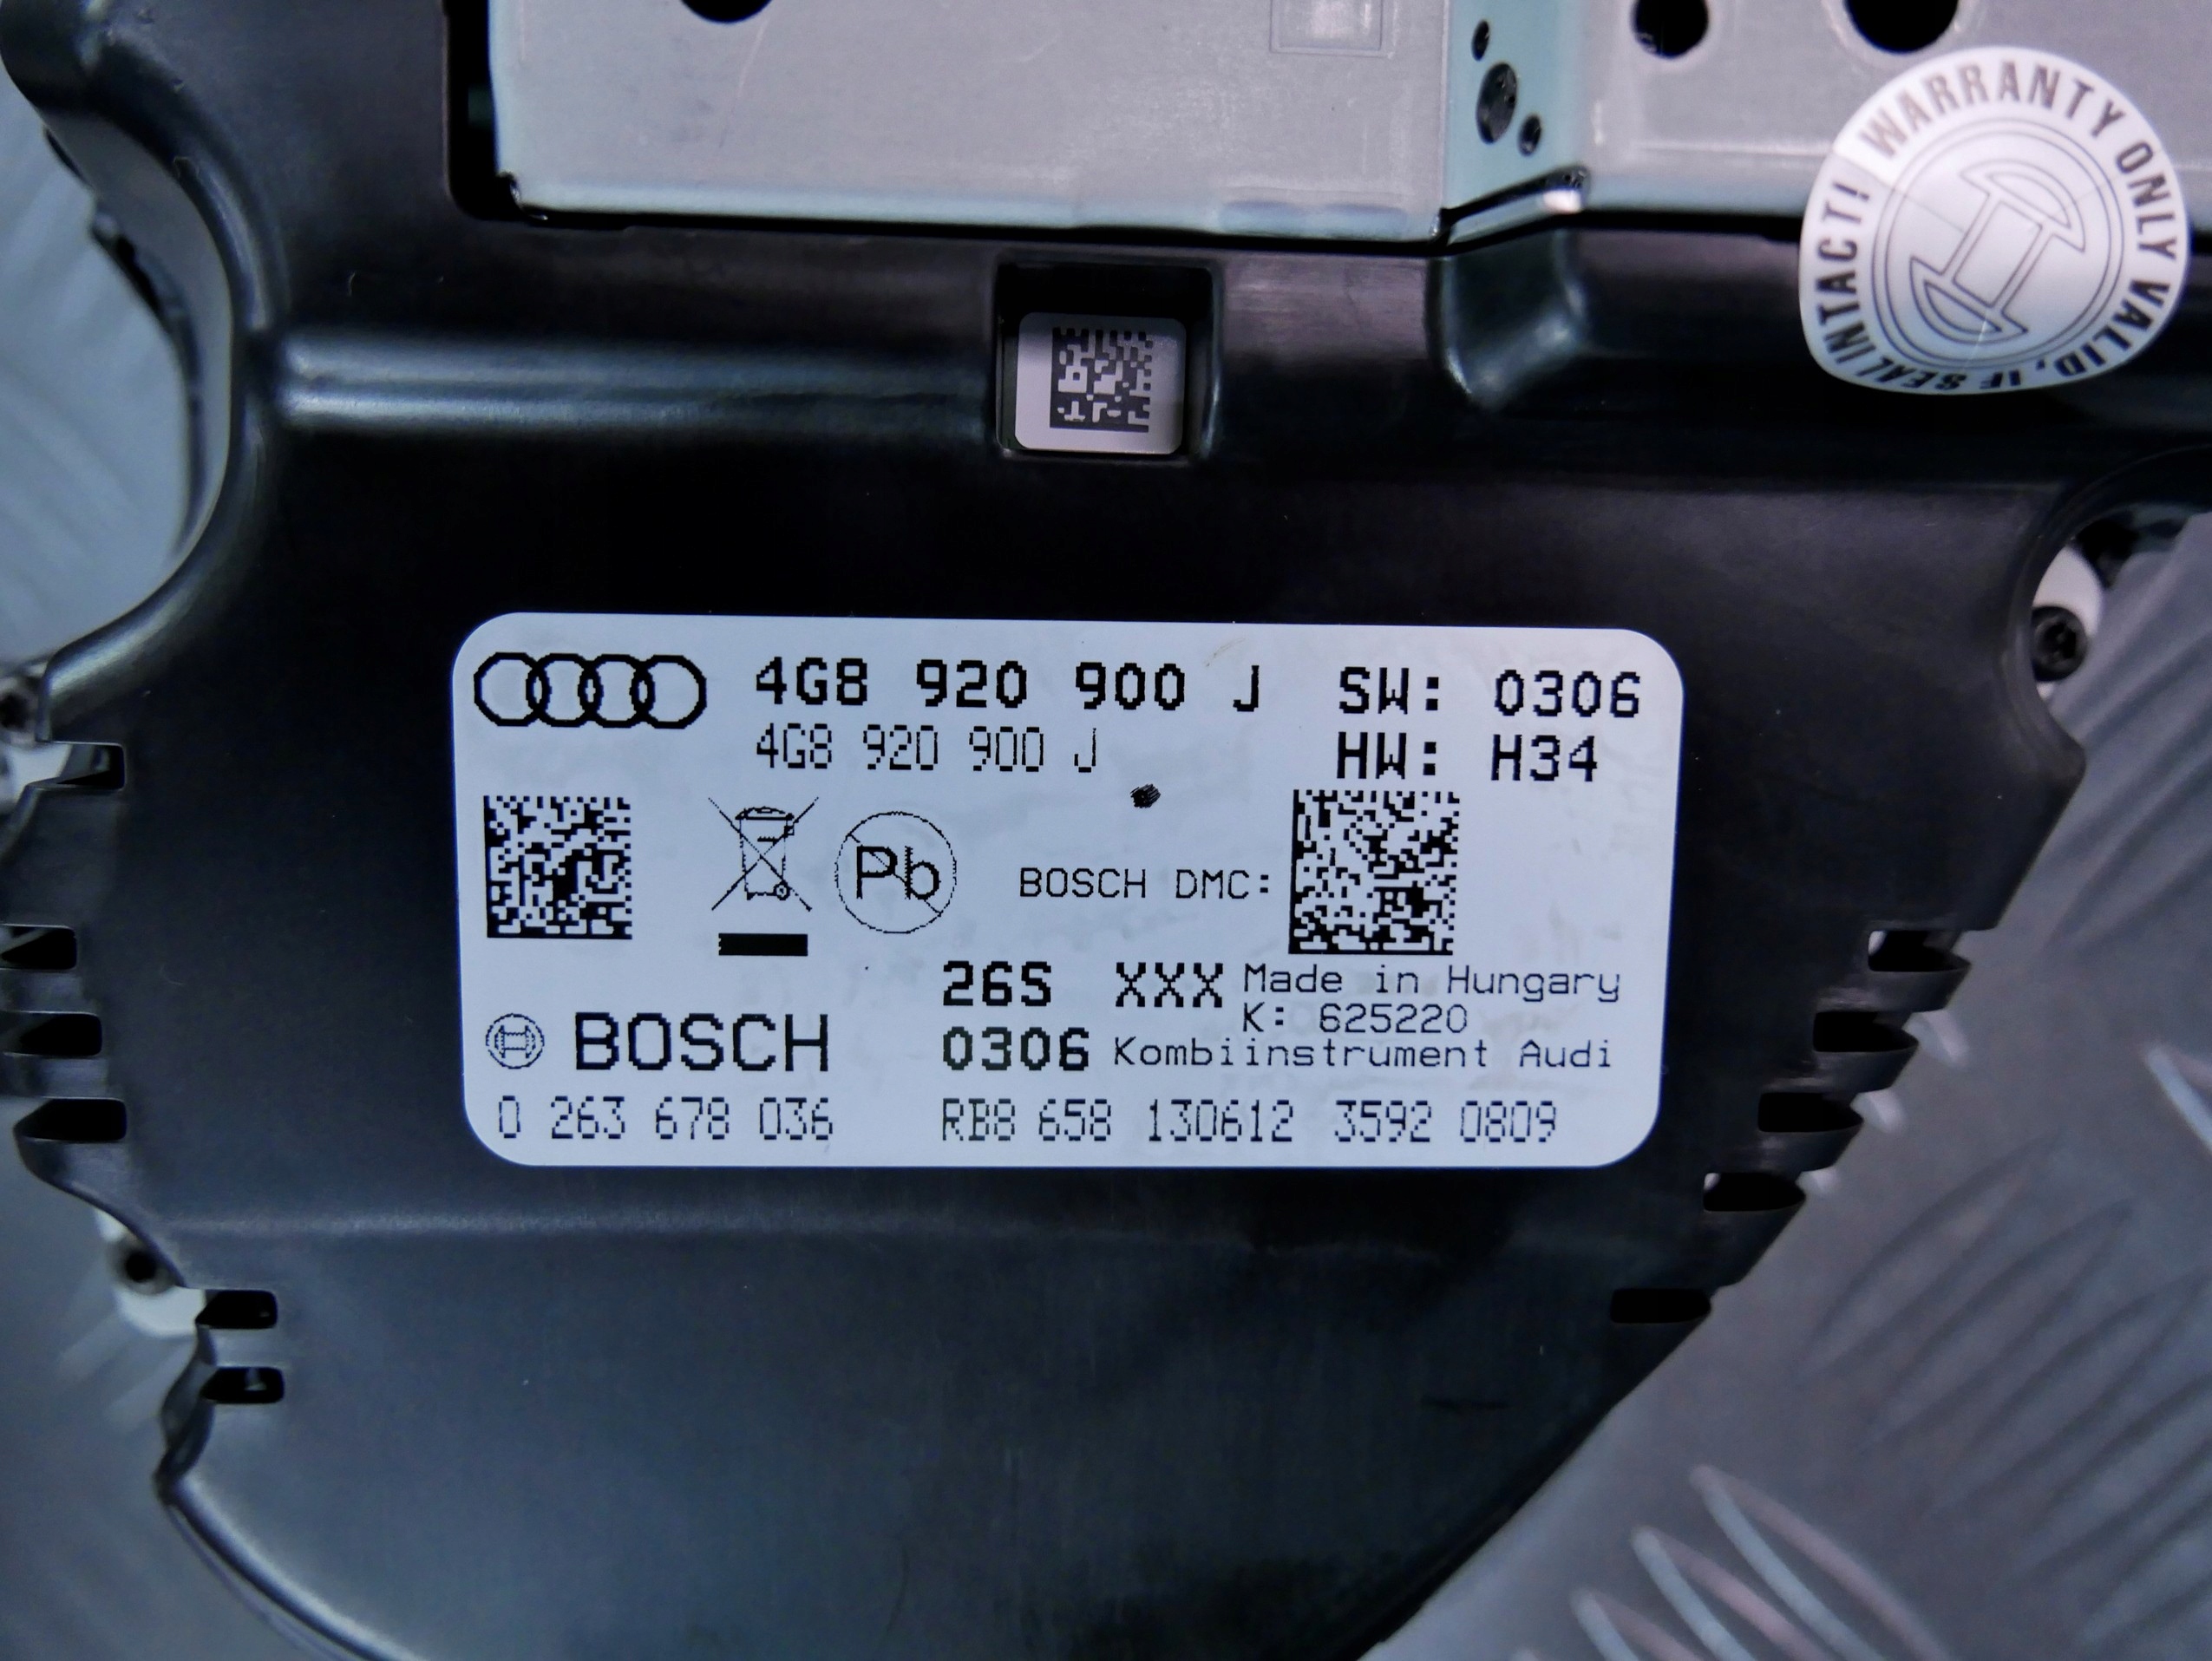 WARRANTY ONLY VALID, IF SEAL INTACT!
4G8 920 900 J SW: 0306
4G8 920 900 J HW: H34
Pb
BOSCH DMC:
26S XXX Made in Hungary
K: 625220
BOSCH 0306 Kombiinstrument Audi
0 263 678 036 RB8 658 130612 3592 0809